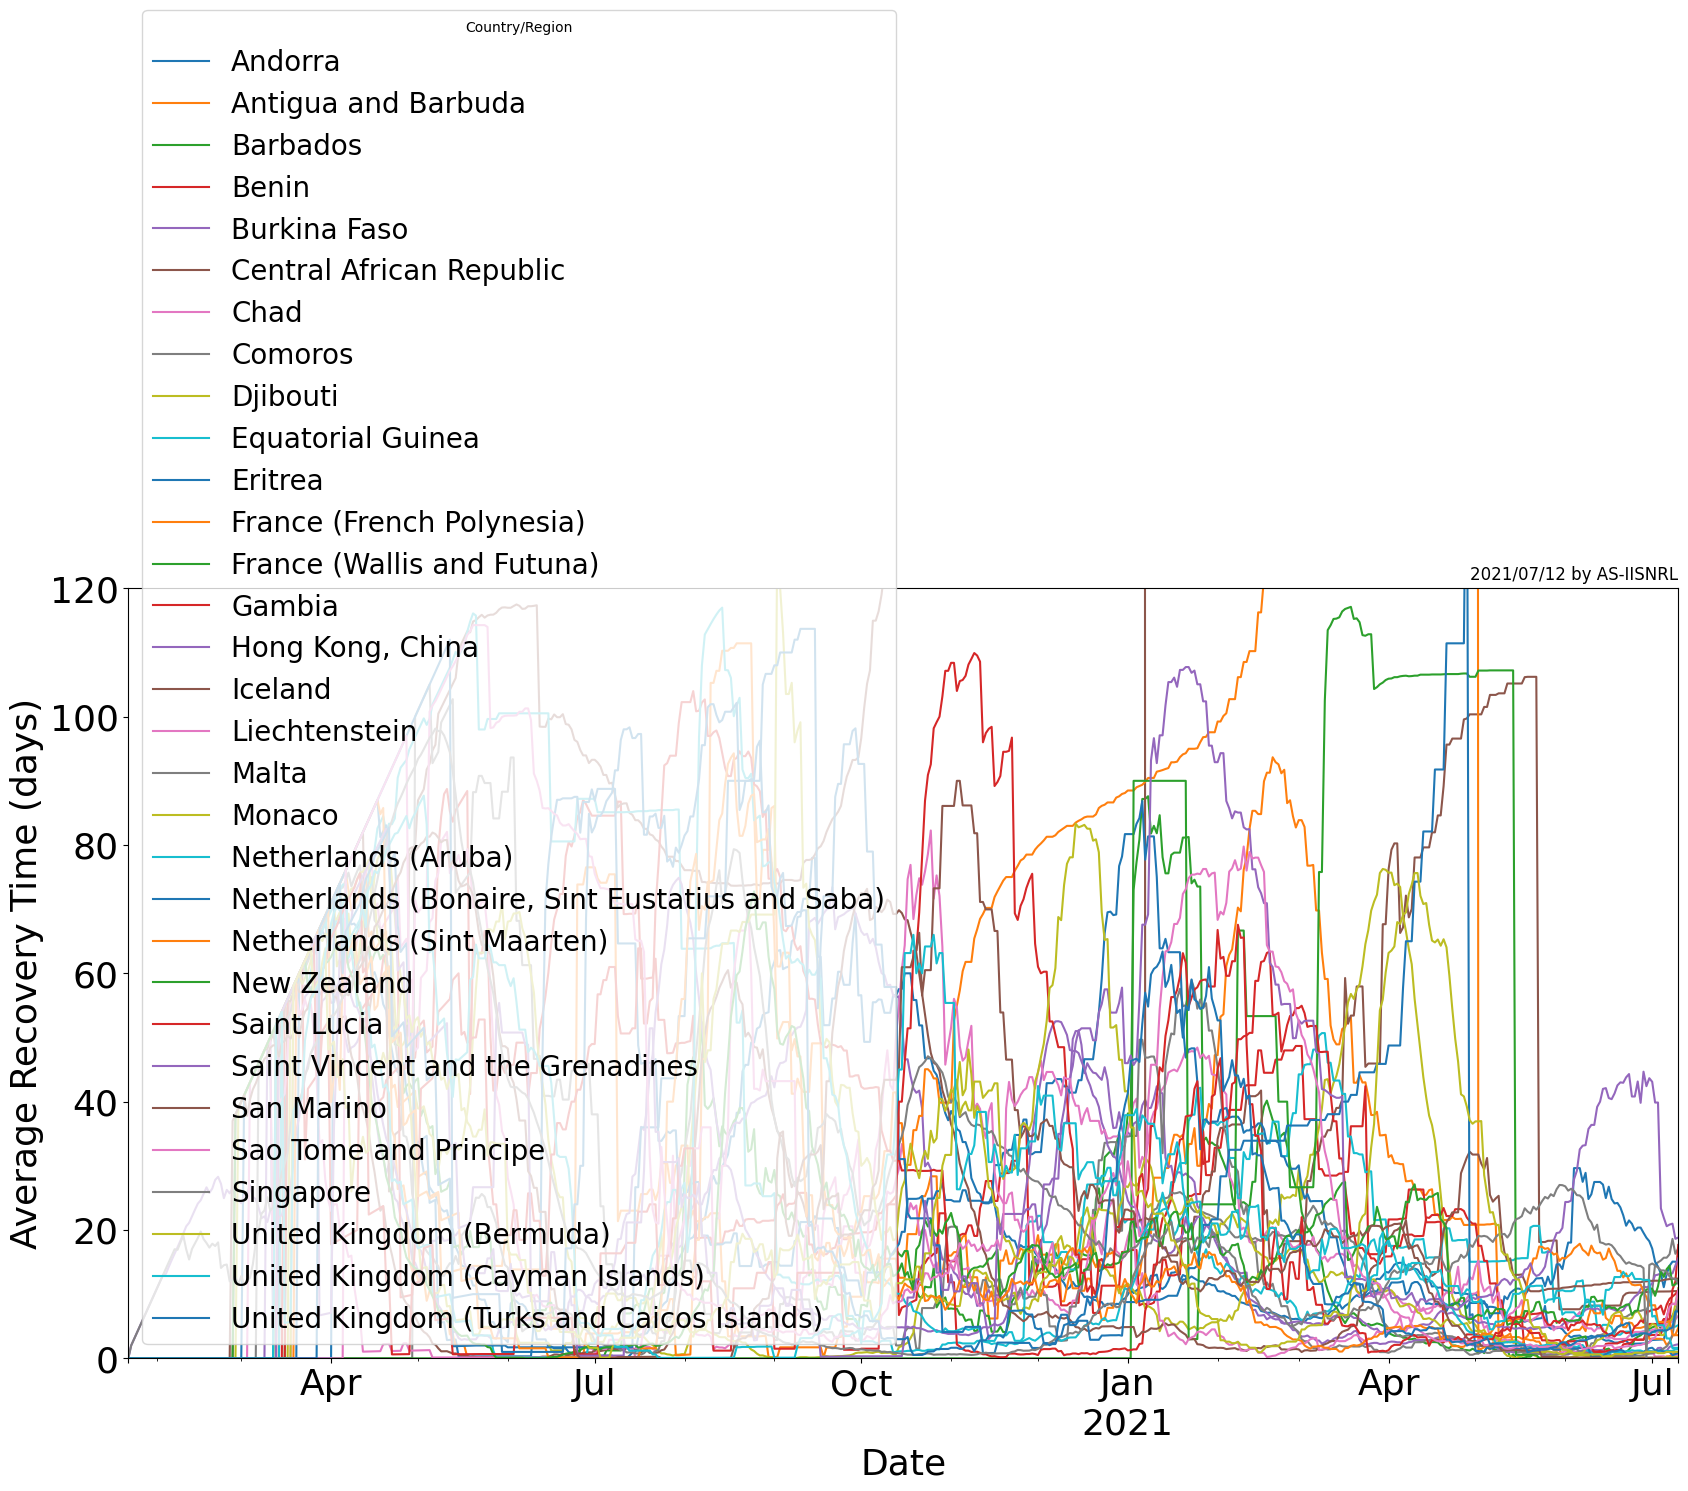 Country/Region
Andorra
Antigua and Barbuda
Barbados
Benin
Burkina Faso
Central African Republic
Chad
Comoros
Djibouti
Equatorial Guinea
Eritrea
France (French Polynesia)
France (Wallis and Futuna)
Gambia
Hong Kong, China
Iceland
Liechtenstein
Malta
Monaco
Netherlands (Aruba)
Netherlands (Bonaire, Sint Eustatius and Saba)
Netherlands (Sint Maarten)
New Zealand
Saint Lucia
Saint Vincent and the Grenadines
San Marino
Sao Tome and Principe
Singapore
United Kingdom (Bermuda)
United Kingdom (Cayman Islands)
United Kingdom (Turks and Caicos Islands)
2021/07/12 by AS-IISNRL
Average Recovery Time (days)
120
100
80
60
40
20
0
Apr Jul Oct Jan Apr Jul
2021
Date